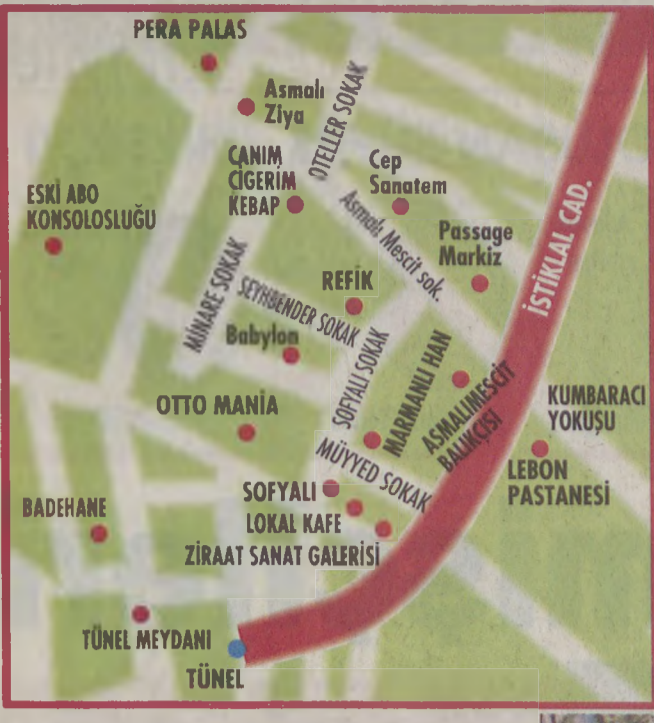 PERA PALAS
Asmalı
Ziya
OTELLER SOKAK
CANIM
CİGERİM
KEBAP
Cep
Sanatem
ESKİ ABO
KONSOLOSLUĞU
Asmalı Mescit sok.
Passage
Markiz
İSTİKLAL CAD.
MİNARE SOKAK
SEYHBENDER SOKAK
REFİK
Babylon
SOFYALI SOKAK
MARMANLI HAN
ASMALIMESCİT
BALIKÇISI
KUMBARACI
YOKUŞU
OTTO MANİA
MÜYYED SOKAK
LEBON
PASTANESİ
SOFYALI
LOKAL KAFE
BADEHANE
ZİRAAT SANAT GALERİSİ
TÜNEL MEYDANI
TÜNEL